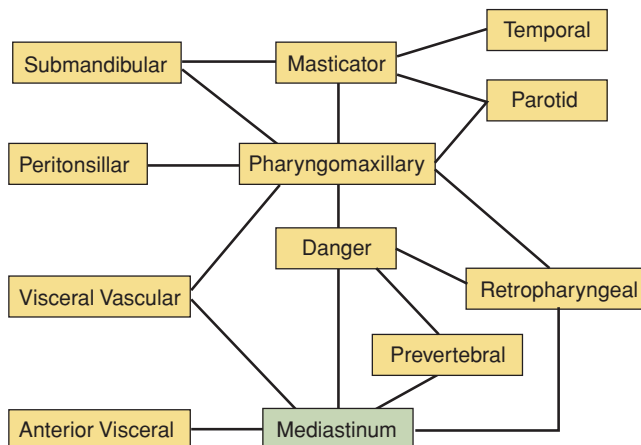 Temporal
Submandibular
Masticator
Parotid
Peritonsillar
Pharyngomaxillary
Danger
Visceral Vascular
Retropharyngeal
Prevertebral
Anterior Visceral
Mediastinum